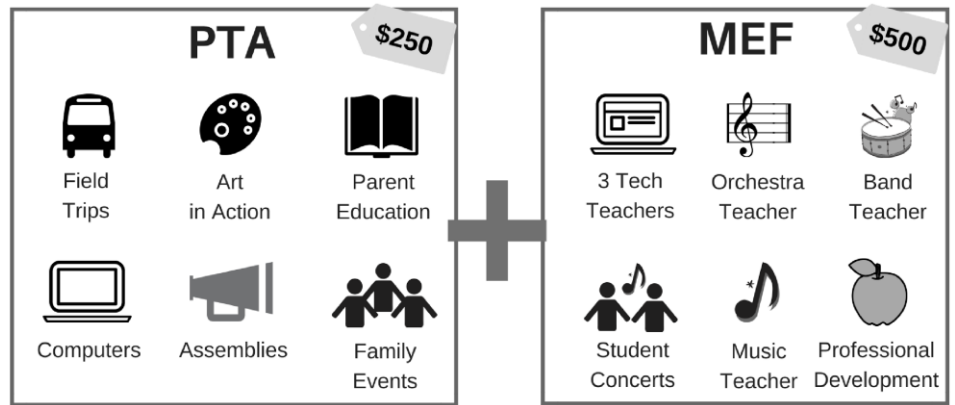 PTA
$250
Field
Trips
Art
in Action
Parent
Education
Computers
Assemblies
Family
Events
MEF
$500
3 Tech
Teachers
Orchestra
Teacher
Band
Teacher
Student
Concerts
Music
Teacher
Professional
Development